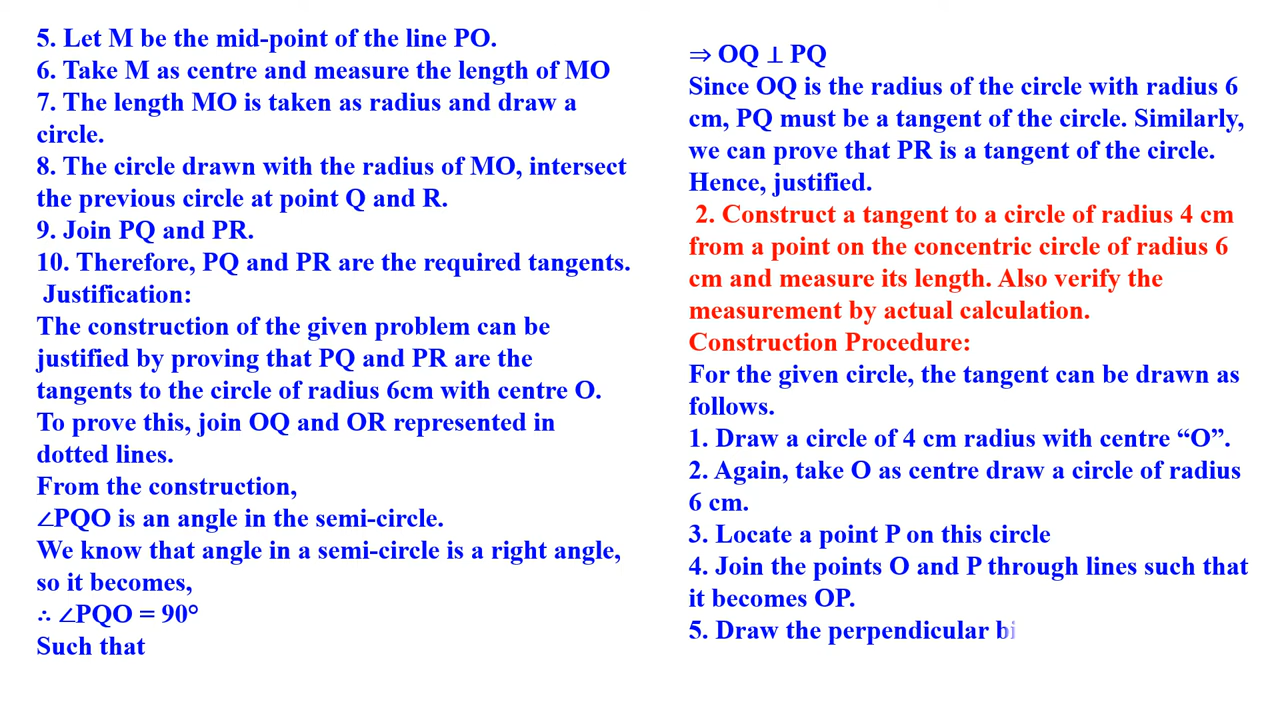 5. Let M be the mid-point of the line PO.
6. Take M as centre and measure the length of MO
7. The length MO is taken as radius and draw a
circle.
8. The circle drawn with the radius of MO, intersect
the previous circle at point Q and R.
9. Join PQ and PR.
10. Therefore, PQ and PR are the required tangents.
Justification:
The construction of the given problem can be
justified by proving that PQ and PR are the
tangents to the circle of radius 6cm with centre O.
To prove this, join OQ and OR represented in
dotted lines.
From the construction,
∠PQO is an angle in the semi-circle.
We know that angle in a semi-circle is a right angle,
so it becomes,
∴ ∠PQO = 90°
Such that
⇒ OQ ⊥ PQ
Since OQ is the radius of the circle with radius 6
cm, PQ must be a tangent of the circle. Similarly,
we can prove that PR is a tangent of the circle.
Hence, justified.
2. Construct a tangent to a circle of radius 4 cm
from a point on the concentric circle of radius 6
cm and measure its length. Also verify the
measurement by actual calculation.
Construction Procedure:
For the given circle, the tangent can be drawn as
follows.
1. Draw a circle of 4 cm radius with centre “O”.
2. Again, take O as centre draw a circle of radius
6 cm.
3. Locate a point P on this circle
4. Join the points O and P through lines such that
it becomes OP.
5. Draw the perpendicular bi